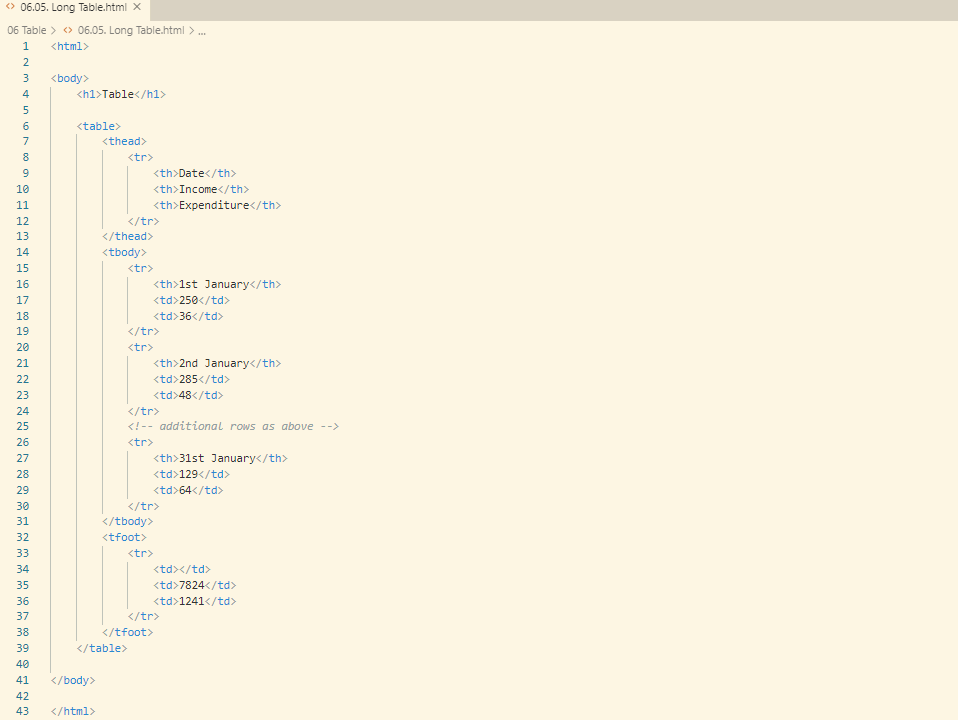 06.05. Long Table.html
06 Table > 06.05. Long Table.html > ...
1 <html>
2
3 <body>
4     <h1>Table</h1>
5
6     <table>
7         <thead>
8             <tr>
9                 <th>Date</th>
10                 <th>Income</th>
11                 <th>Expenditure</th>
12             </tr>
13         </thead>
14         <tbody>
15             <tr>
16                 <th>1st January</th>
17                 <td>250</td>
18                 <td>36</td>
19             </tr>
20             <tr>
21                 <th>2nd January</th>
22                 <td>285</td>
23                 <td>48</td>
24             </tr>
25             <!-- additional rows as above -->
26             <tr>
27                 <th>31st January</th>
28                 <td>129</td>
29                 <td>64</td>
30             </tr>
31         </tbody>
32         <tfoot>
33             <tr>
34                 <td></td>
35                 <td>7824</td>
36                 <td>1241</td>
37             </tr>
38         </tfoot>
39     </table>
40
41 </body>
42
43 </html>